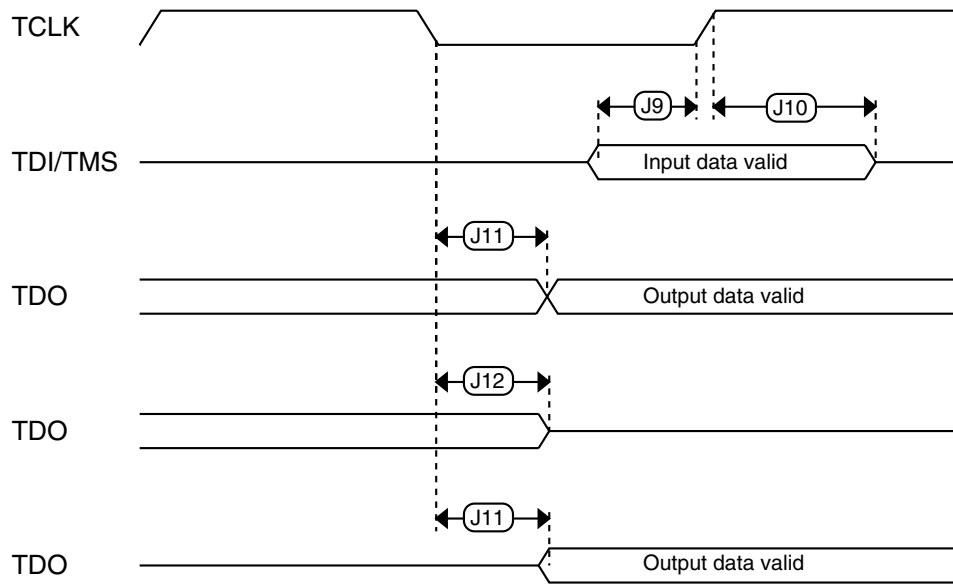 TCLK
J9
J10
TDI/TMS
Input data valid
J11
TDO
Output data valid
J12
TDO
J11
TDO
Output data valid